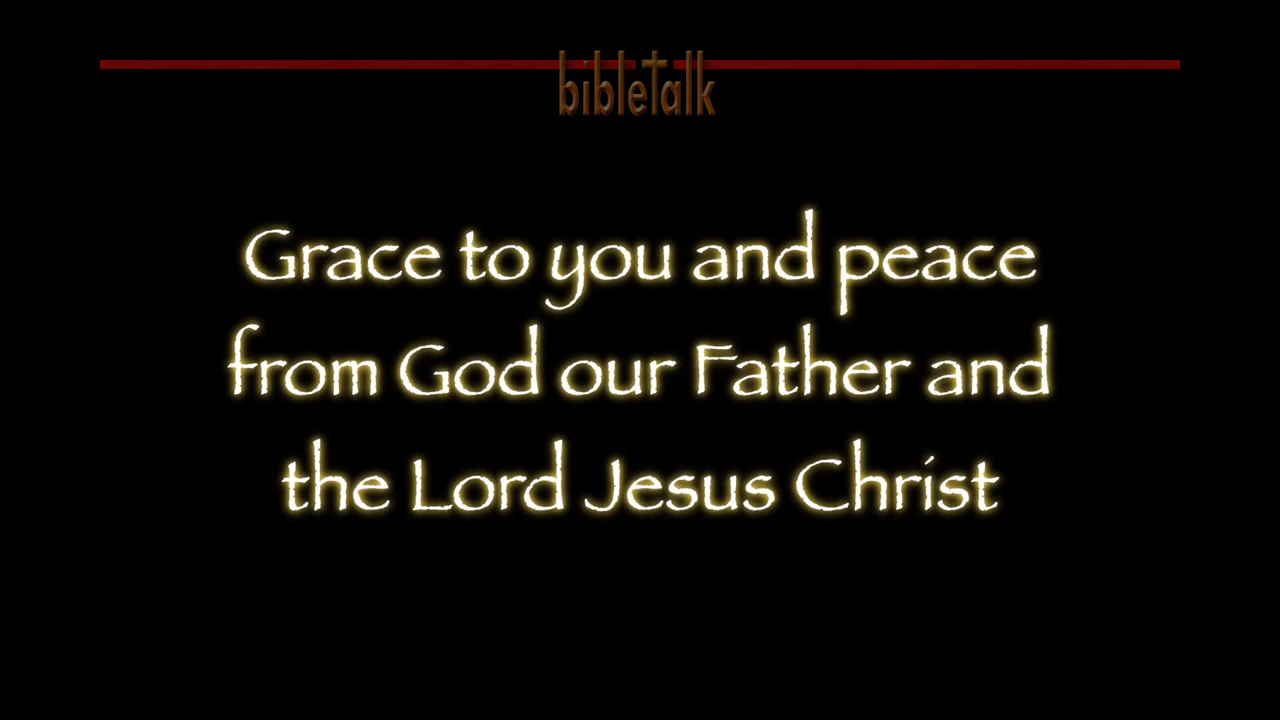 bibleTalk
Grace to you and peace
from God our Father and
the Lord Jesus Christ